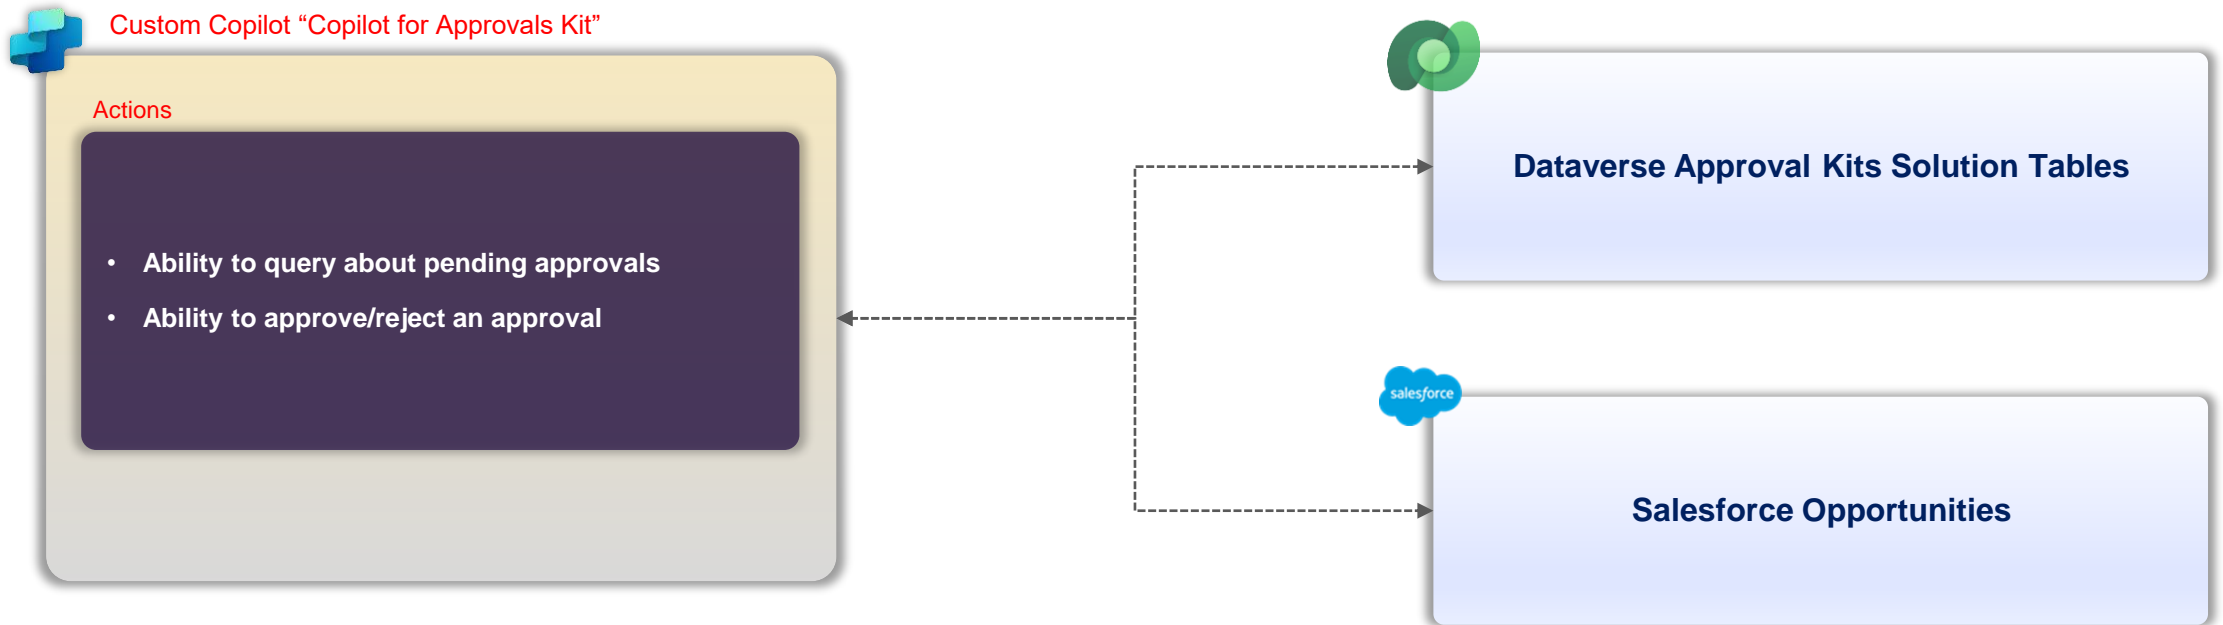 Custom Copilot “Copilot for Approvals Kit”
Actions
• Ability to query about pending approvals
• Ability to approve/reject an approval
Dataverse Approval Kits Solution Tables
salesforce
Salesforce Opportunities